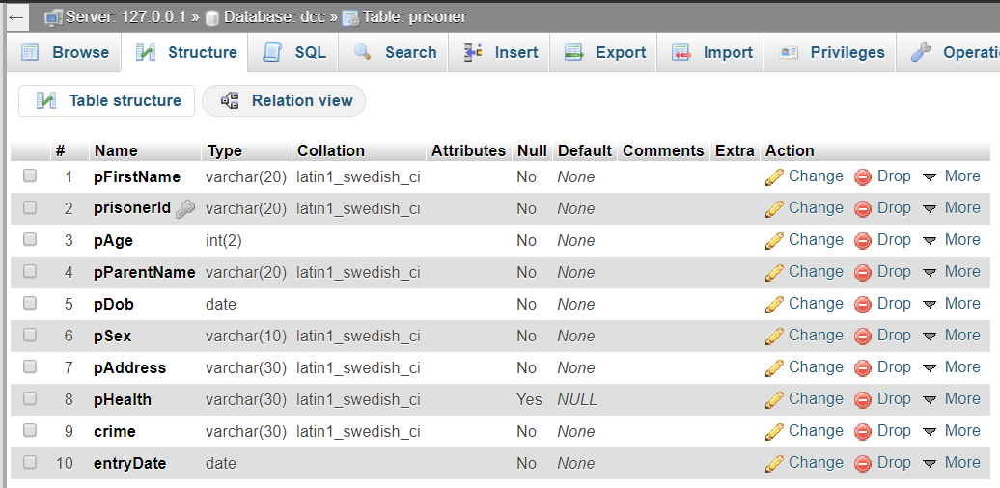 Server: 127.0.0.1 » Database: dcc » Table: prisoner
Browse Structure SQL Search Insert Export Import Privileges Operati
Table structure Relation view
# Name Type Collation Attributes Null Default Comments Extra Action
1 pFirstName varchar(20) latin1_swedish_ci No None Change Drop More
2 prisonerId varchar(20) latin1_swedish_ci No None Change Drop More
3 pAge int(2) No None Change Drop More
4 pParentName varchar(20) latin1_swedish_ci No None Change Drop More
5 pDob date No None Change Drop More
6 pSex varchar(10) latin1_swedish_ci No None Change Drop More
7 pAddress varchar(30) latin1_swedish_ci No None Change Drop More
8 pHealth varchar(30) latin1_swedish_ci Yes NULL Change Drop More
9 crime varchar(30) latin1_swedish_ci No None Change Drop More
10 entryDate date No None Change Drop More